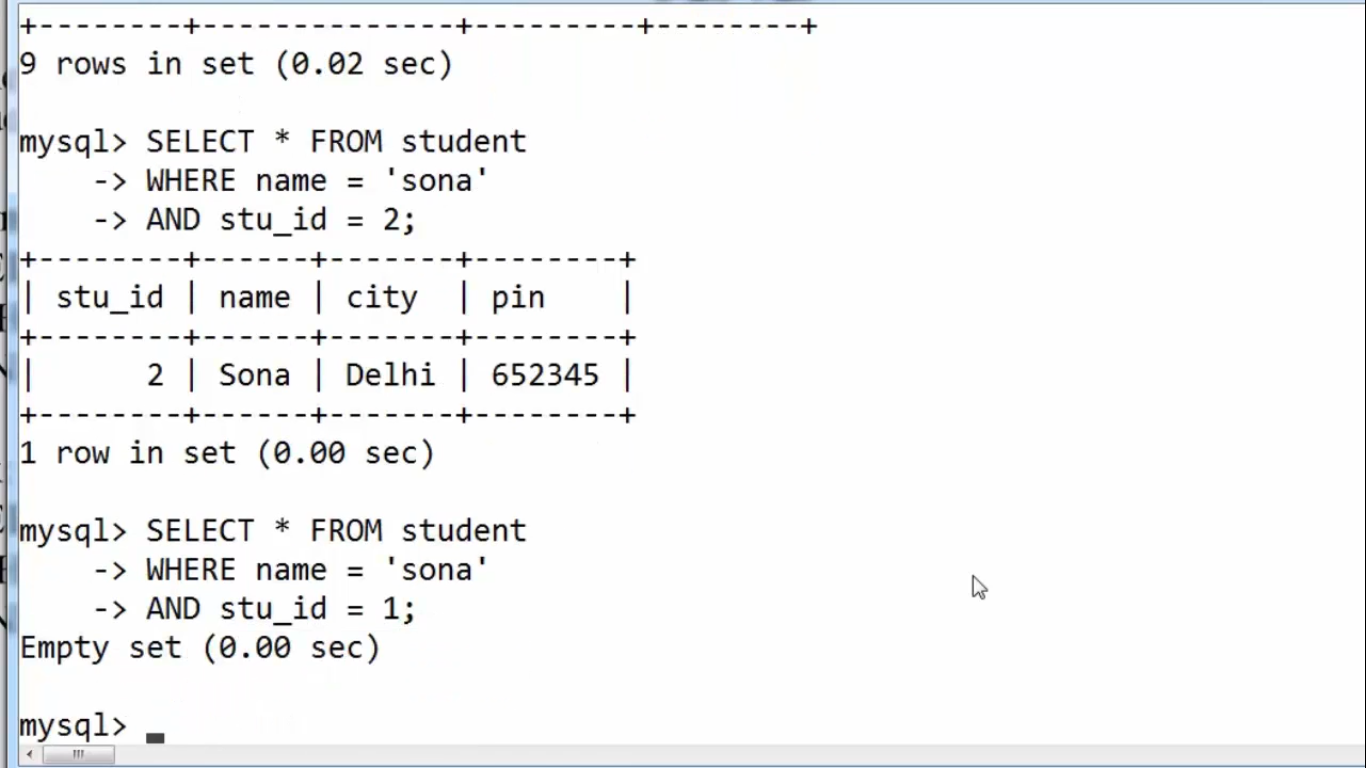 +--------+--------------+---------+--------+
9 rows in set (0.02 sec)
mysql> SELECT * FROM student
    -> WHERE name = 'sona'
    -> AND stu_id = 2;
+--------+------+-------+--------+
| stu_id | name | city  | pin    |
+--------+------+-------+--------+
|      2 | Sona | Delhi | 652345 |
+--------+------+-------+--------+
1 row in set (0.00 sec)
mysql> SELECT * FROM student
    -> WHERE name = 'sona'
    -> AND stu_id = 1;
Empty set (0.00 sec)
mysql>